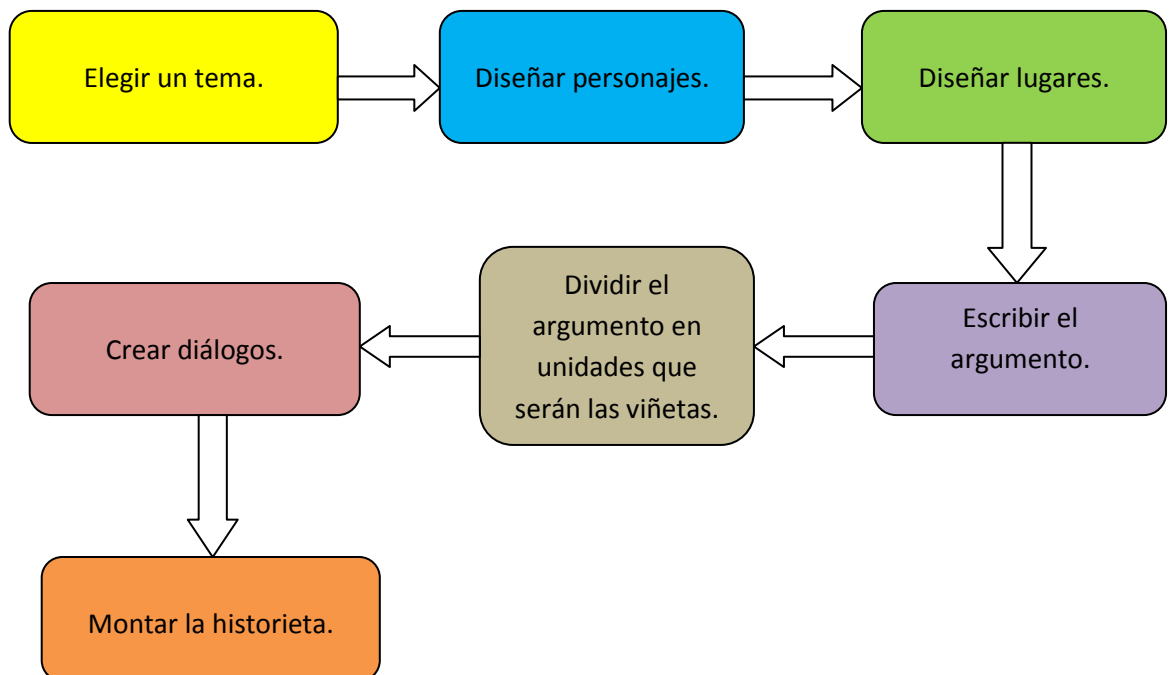 Elegir un tema.
Diseñar personajes.
Diseñar lugares.
Escribir el
argumento.
Dividir el
argumento en
unidades que
serán las viñetas.
Crear diálogos.
Montar la historieta.